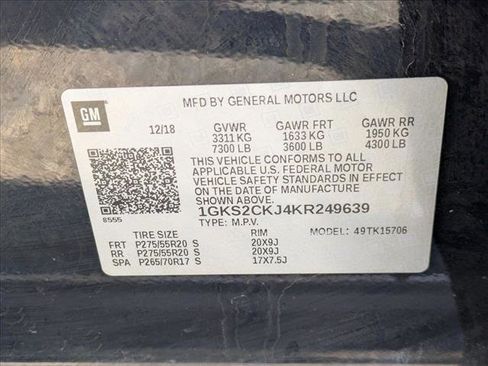 GM
MFD BY GENERAL MOTORS LLC
12/18 GVWR GAWR FRT GAWR RR
3311 KG 1633 KG 1950 KG
7300 LB 3600 LB 4300 LB
THIS VEHICLE CONFORMS TO ALL
APPLICABLE U.S. FEDERAL MOTOR
VEHICLE SAFETY STANDARDS IN EFFECT
ON THE DATE OF MANUFACTURE
SHOWN ABOVE.
1GKS2CKJ4KR249639
TYPE: M.P.V.
8555
TIRE SIZE RIM MODEL: 49TK15706
FRT P275/55R20 S 20X9J
RR P275/55R20 S 20X9J
SPA P265/70R17 S 17X7.5J